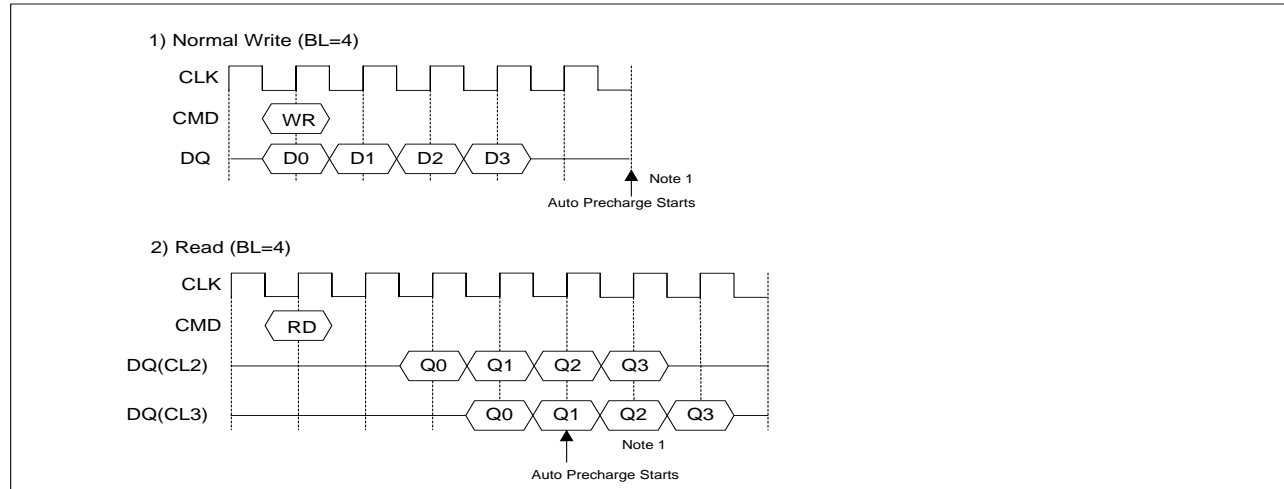 1) Normal Write (BL=4)
CLK
CMD WR
DQ D0 D1 D2 D3
Note 1
Auto Precharge Starts
2) Read (BL=4)
CLK
CMD RD
DQ(CL2) Q0 Q1 Q2 Q3
DQ(CL3) Q0 Q1 Q2 Q3
Note 1
Auto Precharge Starts